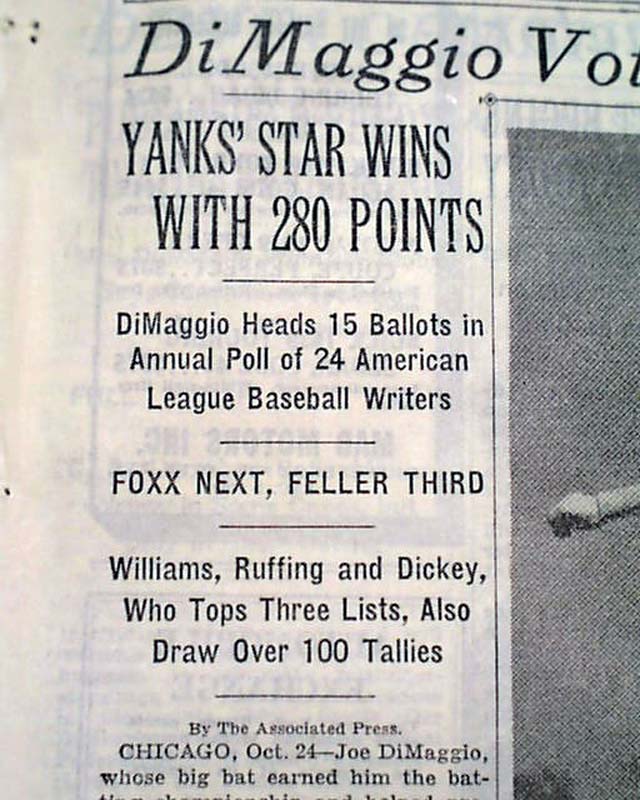 DiMaggio
YANKS' STAR WINS
WITH 280 POINTS
DiMaggio Heads 15 Ballots in
Annual Poll of 24 American
League Baseball Writers
FOXX NEXT, FELLER THIRD
Williams, Ruffing and Dickey,
Who Tops Three Lists, Also
Draw Over 100 Tallies
By The Associated Press.
CHICAGO, Oct. 24—Joe DiMaggio,
whose big bat earned him the bat-